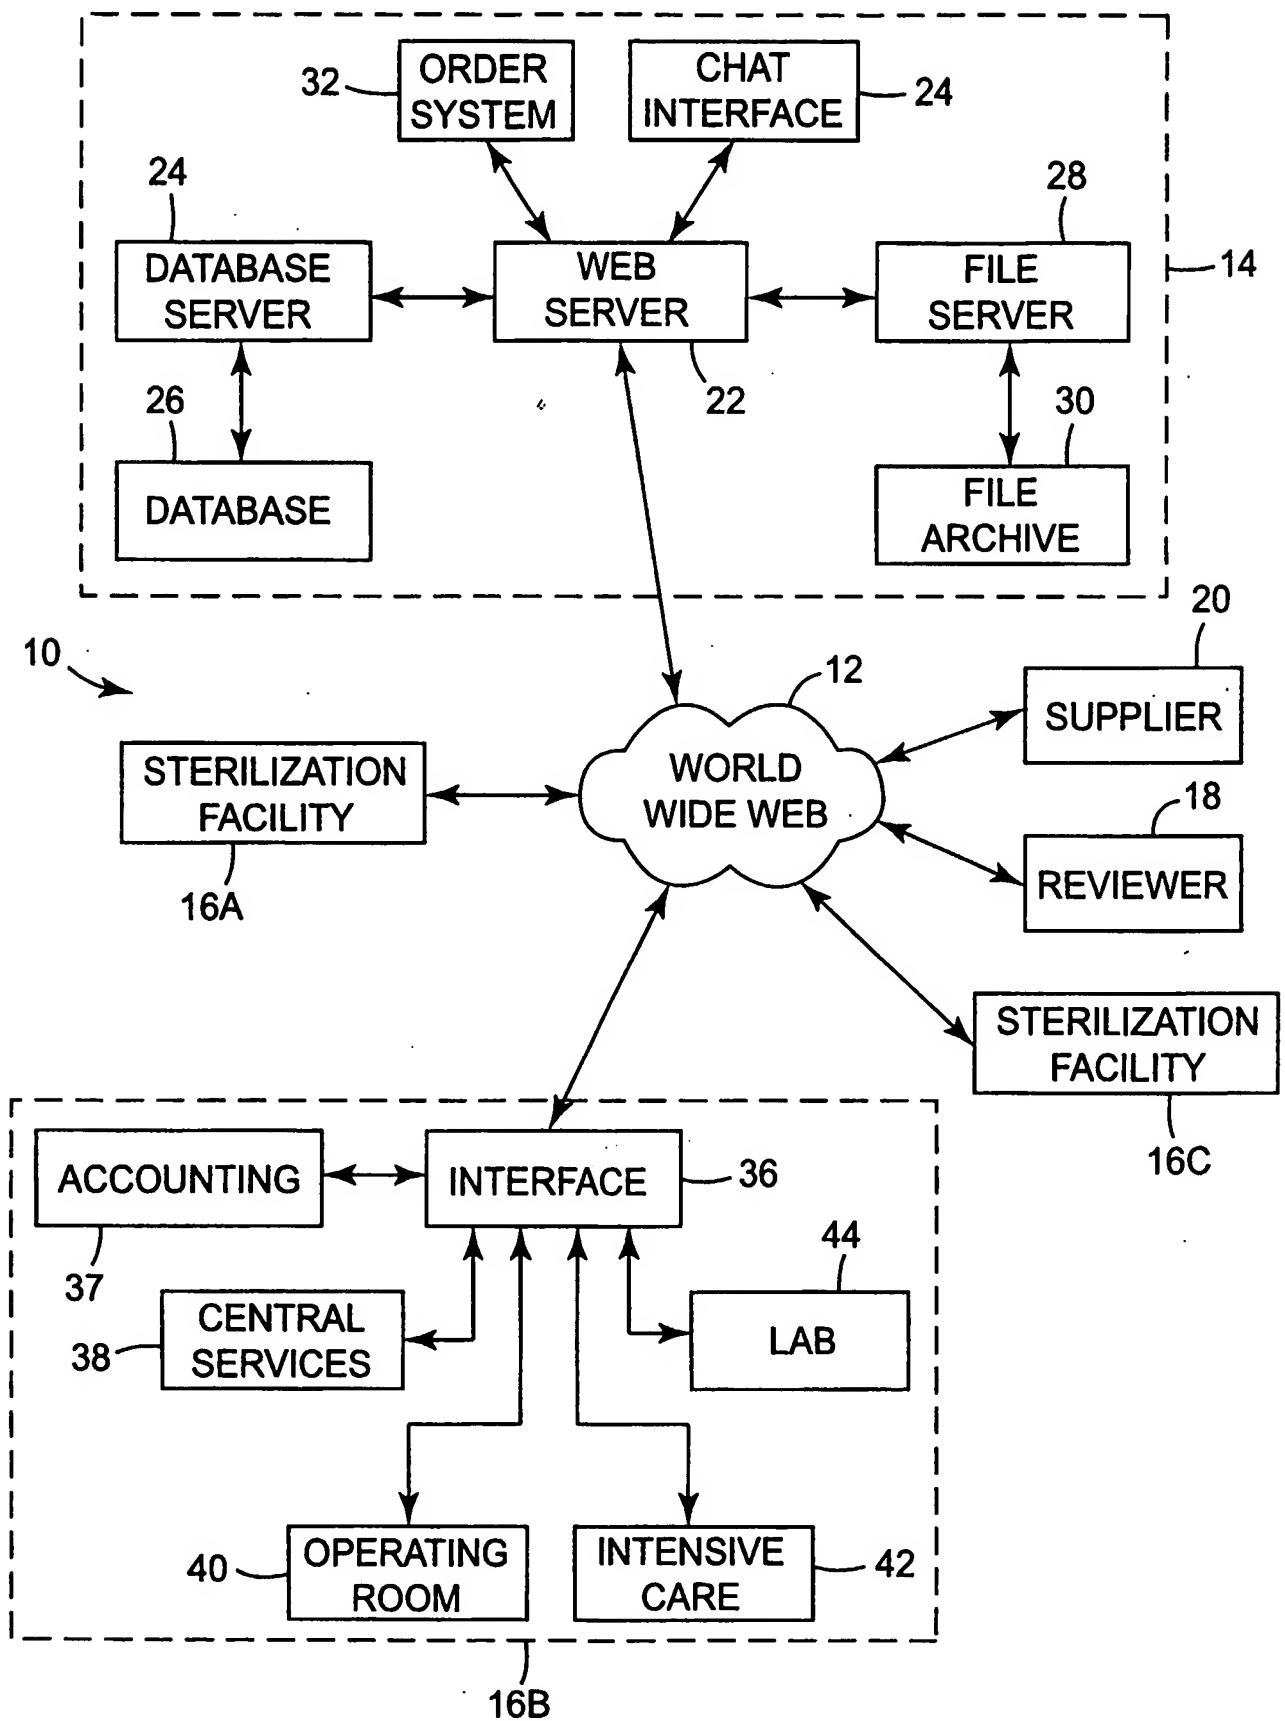 ORDER
SYSTEM
32
CHAT
INTERFACE
24
24
DATABASE
SERVER
WEB
SERVER
22
28
FILE
SERVER
14
26
DATABASE
30
FILE
ARCHIVE
10
12
WORLD
WIDE WEB
20
SUPPLIER
18
REVIEWER
STERILIZATION
FACILITY
16A
STERILIZATION
FACILITY
16C
ACCOUNTING
37
INTERFACE
36
CENTRAL
SERVICES
38
44
LAB
OPERATING
ROOM
40
INTENSIVE
CARE
42
16B